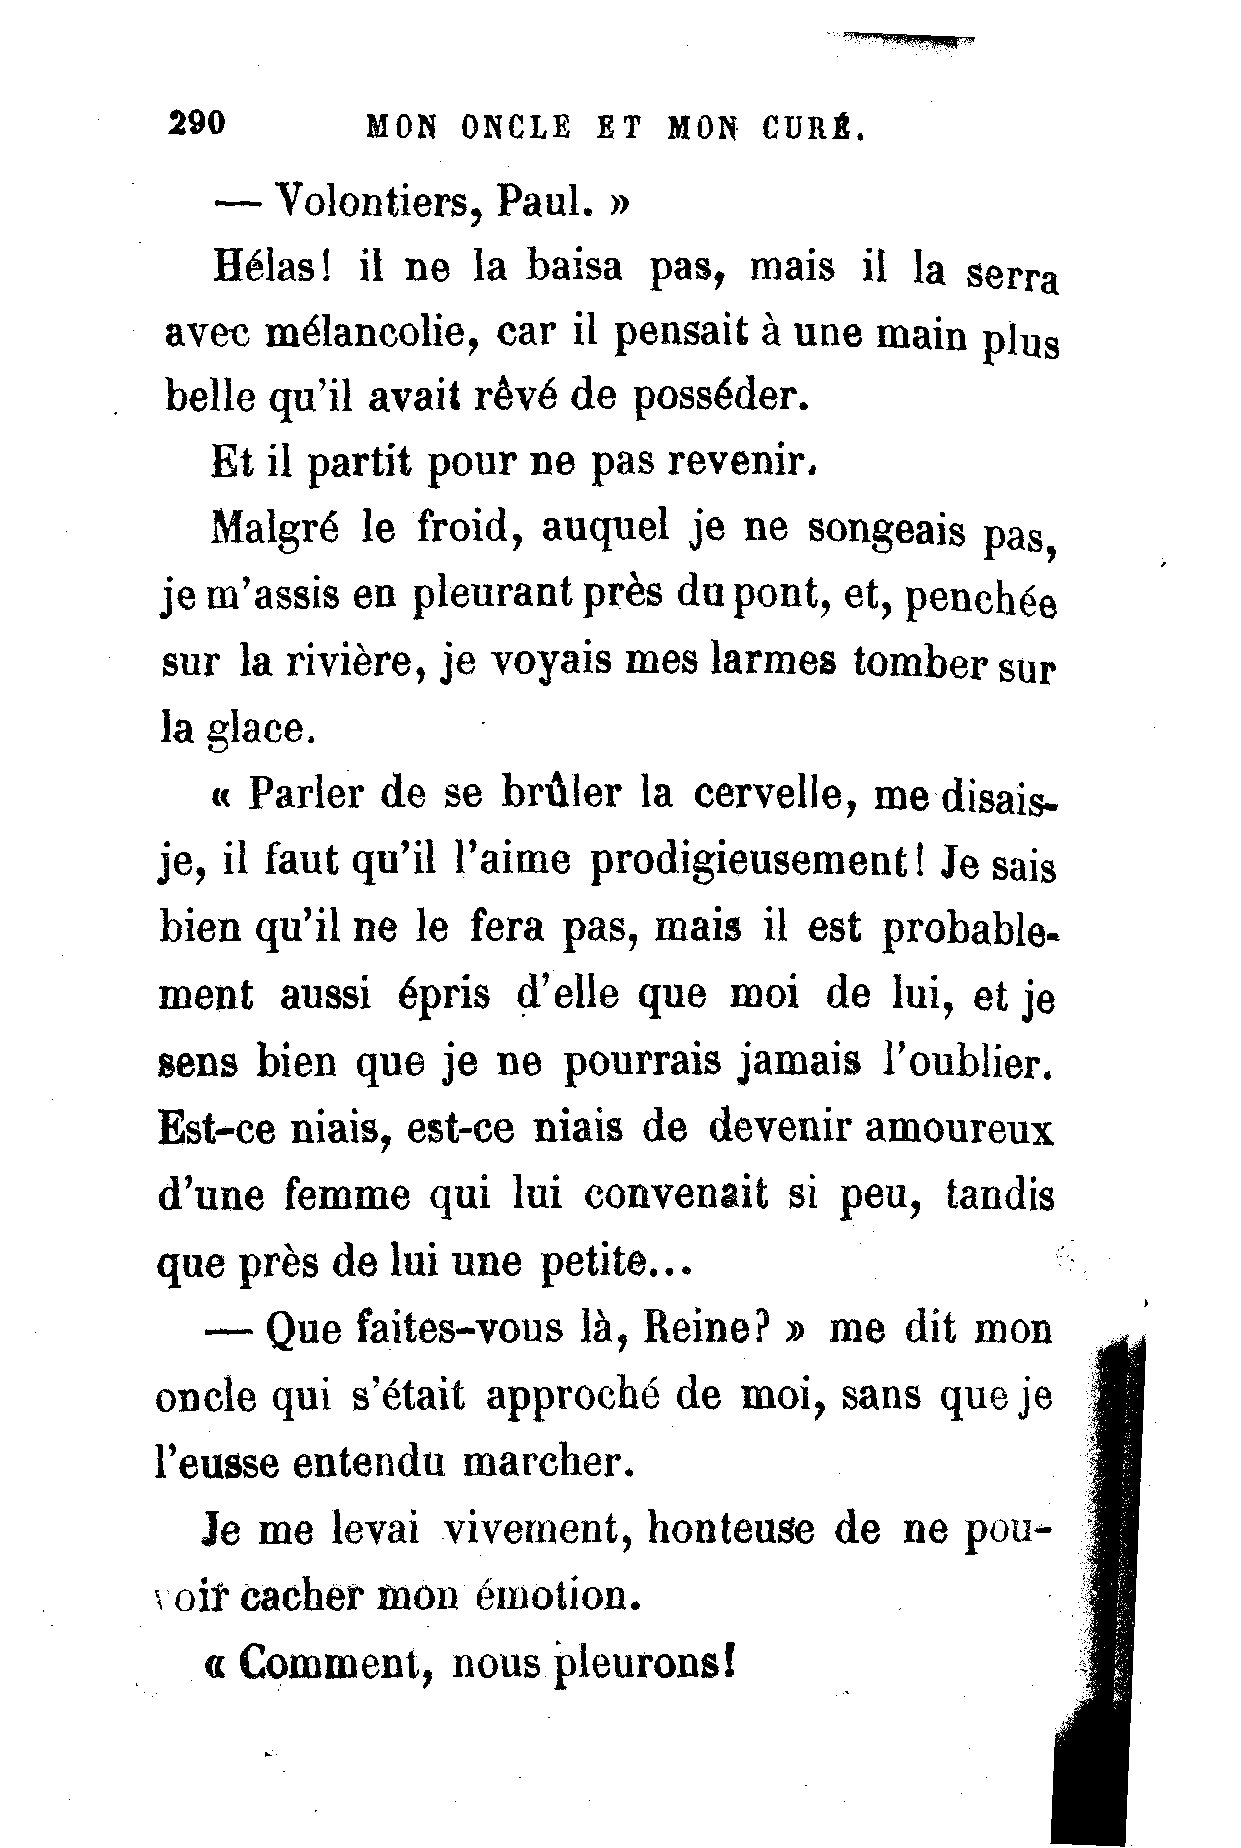 290 MON ONCLE ET MON CURÉ.
— Volontiers, Paul. »
Hélas! il ne la baisa pas, mais il la serra
avec mélancolie, car il pensait à une main plus
belle qu'il avait rêvé de posséder.
Et il partit pour ne pas revenir.
Malgré le froid, auquel je ne songeais pas,
je m'assis en pleurant près du pont, et, penchée
sur la rivière, je voyais mes larmes tomber sur
la glace.
« Parler de se brûler la cervelle, me disais-
je, il faut qu'il l'aime prodigieusement! Je sais
bien qu'il ne le fera pas, mais il est probable-
ment aussi épris d'elle que moi de lui, et je
sens bien que je ne pourrais jamais l'oublier.
Est-ce niais, est-ce niais de devenir amoureux
d'une femme qui lui convenait si peu, tandis
que près de lui une petite...
— Que faites-vous là, Reine? » me dit mon
oncle qui s'était approché de moi, sans que je
l'eusse entendu marcher.
Je me levai vivement, honteuse de ne pou-
voir cacher mon émotion.
« Comment, nous pleurons!